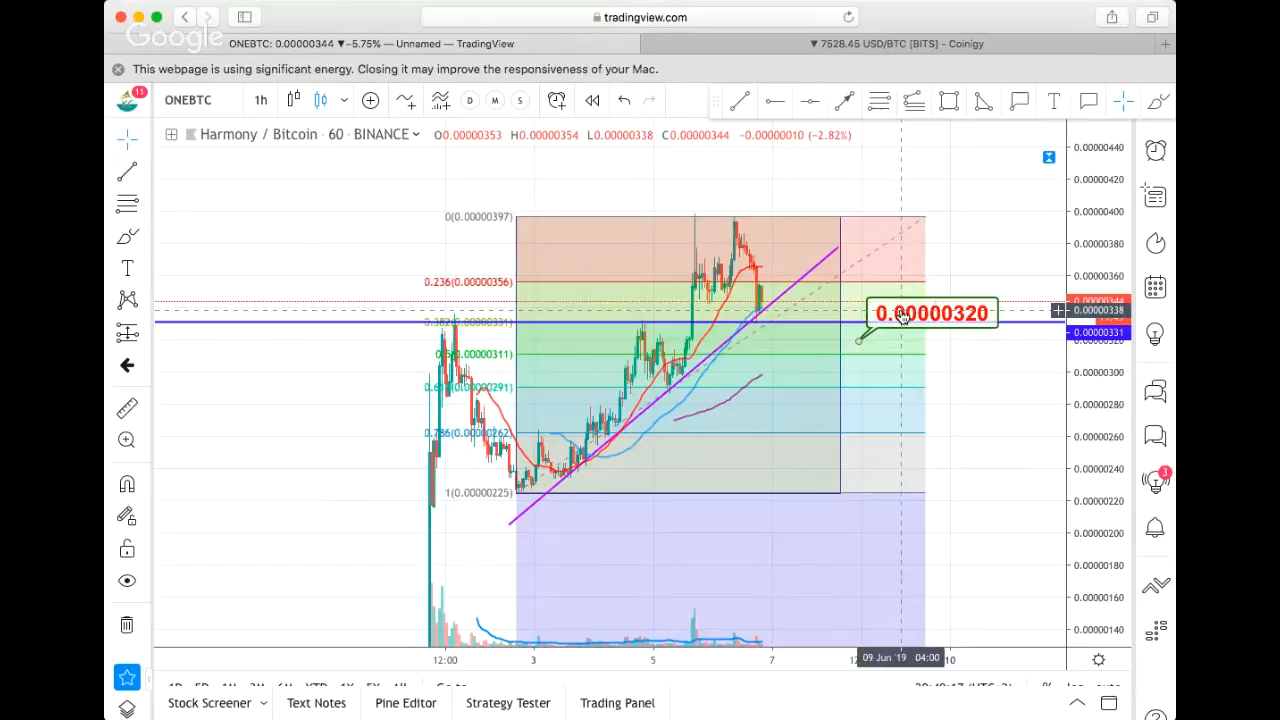 tradingview.com
Google
ONEBTC: 0.00000344 ▼−5.75% — Unnamed — TradingView
▼ 7528.45 USD/BTC [BITS] - Coinigy
This webpage is using significant energy. Closing it may improve the responsiveness of your Mac.
11
ONEBTC 1h D M S T
Harmony / Bitcoin · 60 · BINANCE O0.00000353 H0.00000354 L0.00000338 C0.00000344 −0.00000010 (−2.82%)
0.00000440
0.00000420
0(0.00000397)
0.00000400
0.00000380
T
0.00000360
0.236(0.00000356)
0.00000344
0.00000338
0.00000320
0.382(0.00000331)
0.00000331
0.00000320
0.5(0.00000311)
0.00000300
0.618(0.00000291)
0.00000280
0.00000260
0.786(0.00000262)
0.00000240
3
1(0.00000225)
0.00000220
0.00000200
0.00000180
0.00000160
0.00000140
12:00 3 5 7 09 Jun '19 04:00 10
Stock Screener Text Notes Pine Editor Strategy Tester Trading Panel